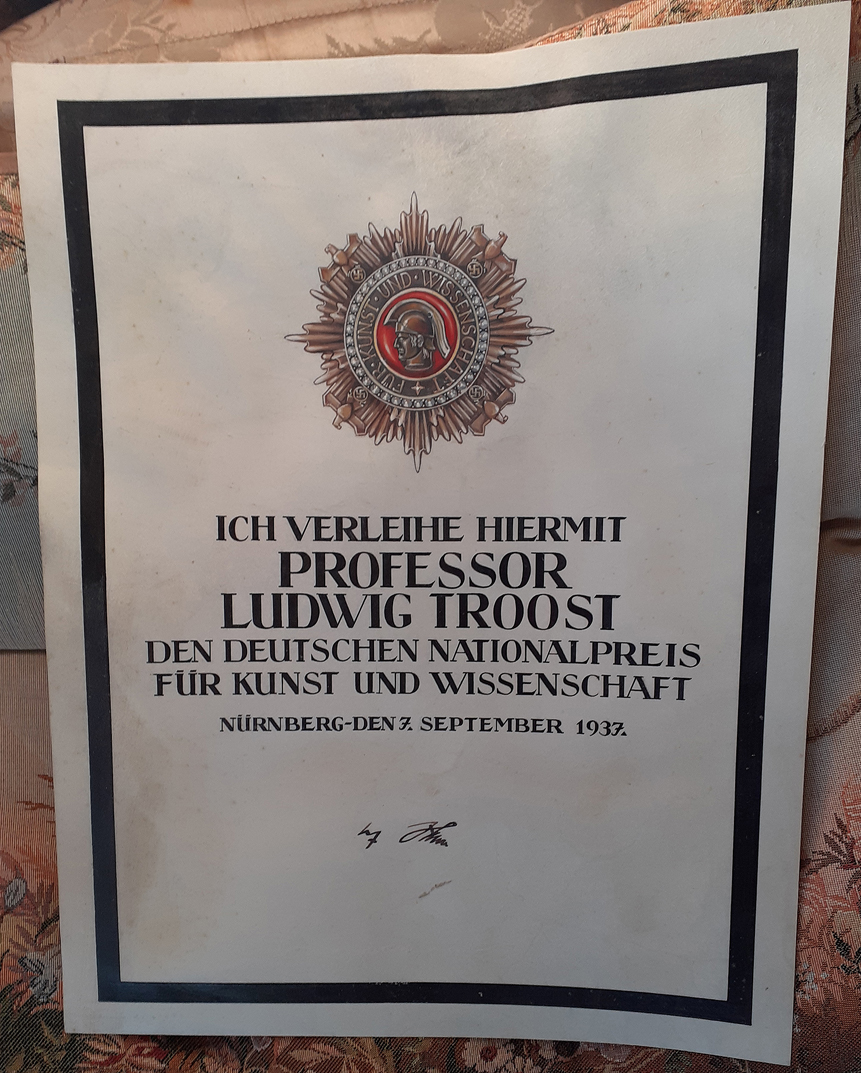 FÜR · KUNST · UND · WISSENSCHAFT
ICH VERLEIHE HIERMIT
PROFESSOR
LUDWIG TROOST
DEN DEUTSCHEN NATIONALPREIS
FÜR KUNST UND WISSENSCHAFT
NÜRNBERG-DEN 7. SEPTEMBER 1937.